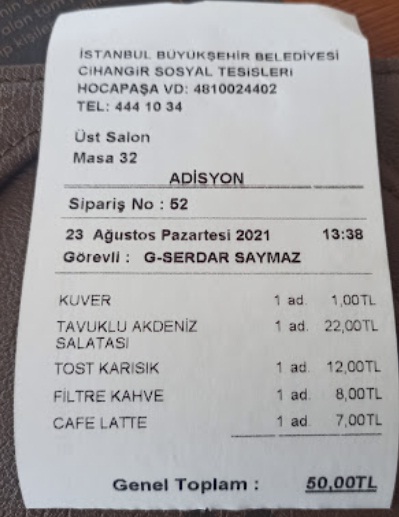 İSTANBUL BÜYÜKŞEHİR BELEDİYESİ
CİHANGİR SOSYAL TESİSLERİ
HOCAPAŞA VD: 4810024402
TEL: 444 10 34
Üst Salon
Masa 32
ADİSYON
Sipariş No : 52
23 Ağustos Pazartesi 2021 13:38
Görevli : G-SERDAR SAYMAZ
KUVER 1 ad. 1,00TL
TAVUKLU AKDENİZ 1 ad. 22,00TL
SALATASI
TOST KARISIK 1 ad. 12,00TL
FİLTRE KAHVE 1 ad. 8,00TL
CAFE LATTE 1 ad. 7,00TL
Genel Toplam : 50,00TL